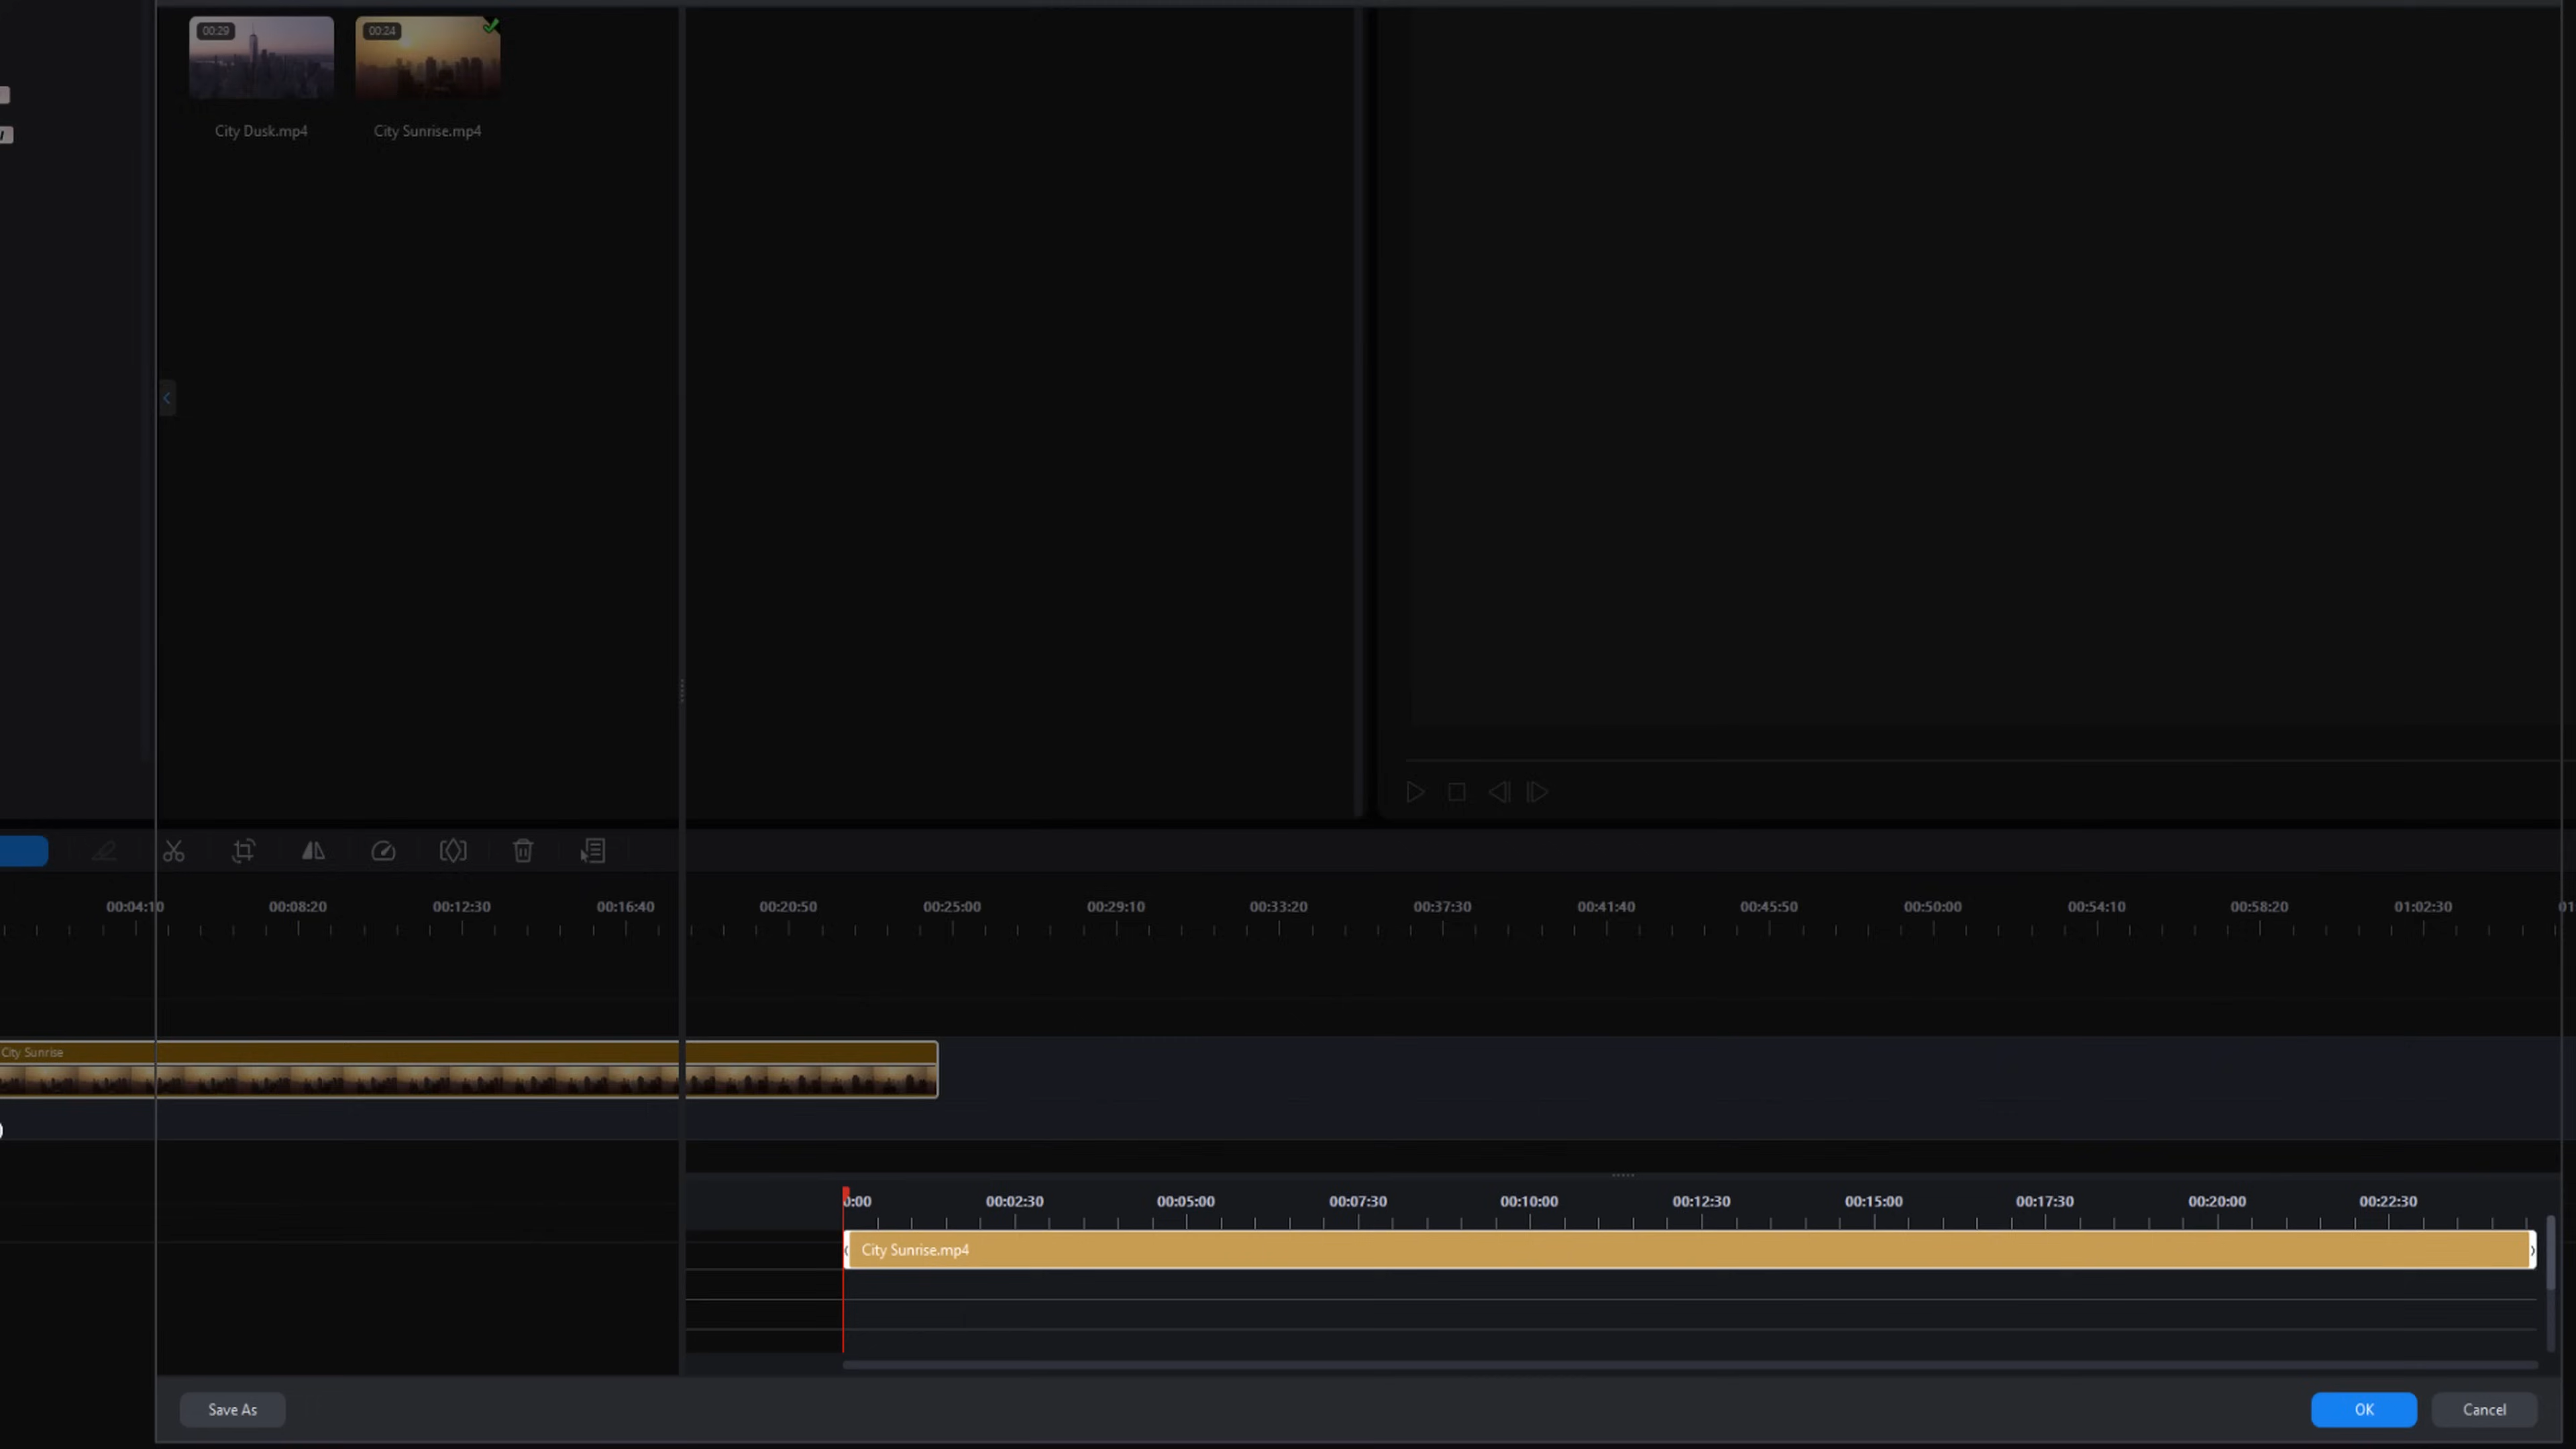 00:29
00:24
City Dusk.mp4
City Sunrise.mp4
00:04:10 00:08:20 00:12:30 00:16:40 00:20:50 00:25:00 00:29:10 00:33:20 00:37:30 00:41:40 00:45:50 00:50:00 00:54:10 00:58:20 01:02:30 01
City Sunrise
0:00 00:02:30 00:05:00 00:07:30 00:10:00 00:12:30 00:15:00 00:17:30 00:20:00 00:22:30
City Sunrise.mp4
Save As
OK
Cancel